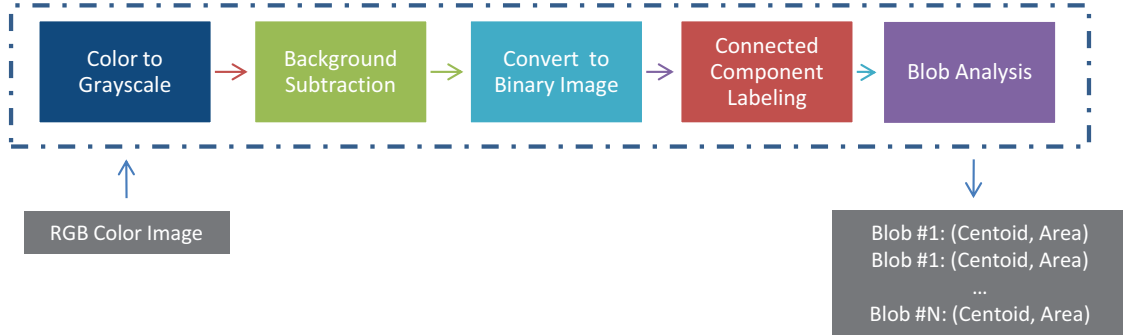 Color to
Grayscale
Background
Subtraction
Convert to
Binary Image
Connected
Component
Labeling
Blob Analysis
RGB Color Image
Blob #1: (Centoid, Area)
Blob #1: (Centoid, Area)
…
Blob #N: (Centoid, Area)